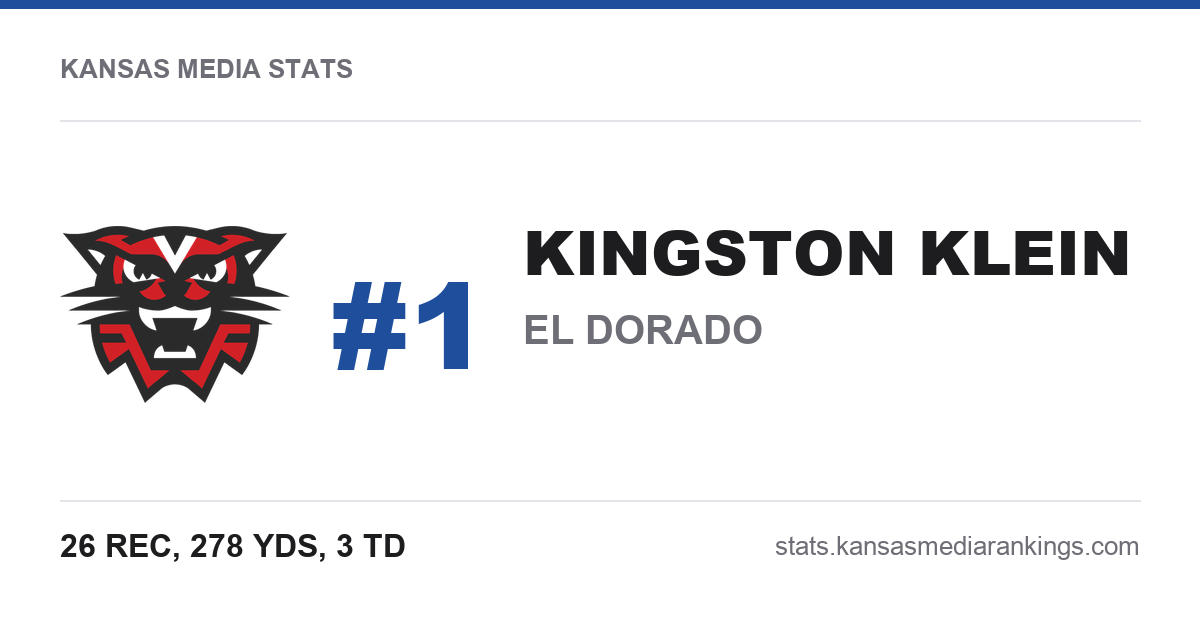 KANSAS MEDIA STATS
#1
KINGSTON KLEIN
EL DORADO
26 REC, 278 YDS, 3 TD
stats.kansasmediarankings.com